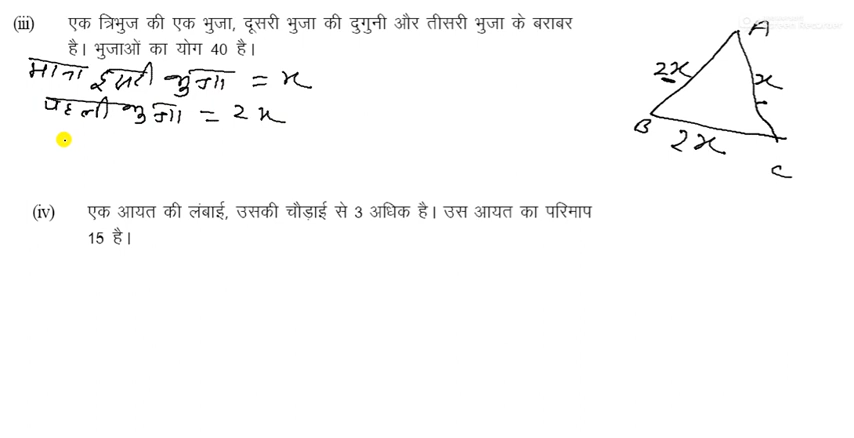 (iii) एक त्रिभुज की एक भुजा, दूसरी भुजा की दुगुनी और तीसरी भुजा के बराबर
है। भुजाओं का योग 40 है।
माना दूसरी भुजा = x
पहली भुजा = 2x
A
2x x
B 2x
C
(iv) एक आयत की लंबाई, उसकी चौड़ाई से 3 अधिक है। उस आयत का परिमाप
15 है।